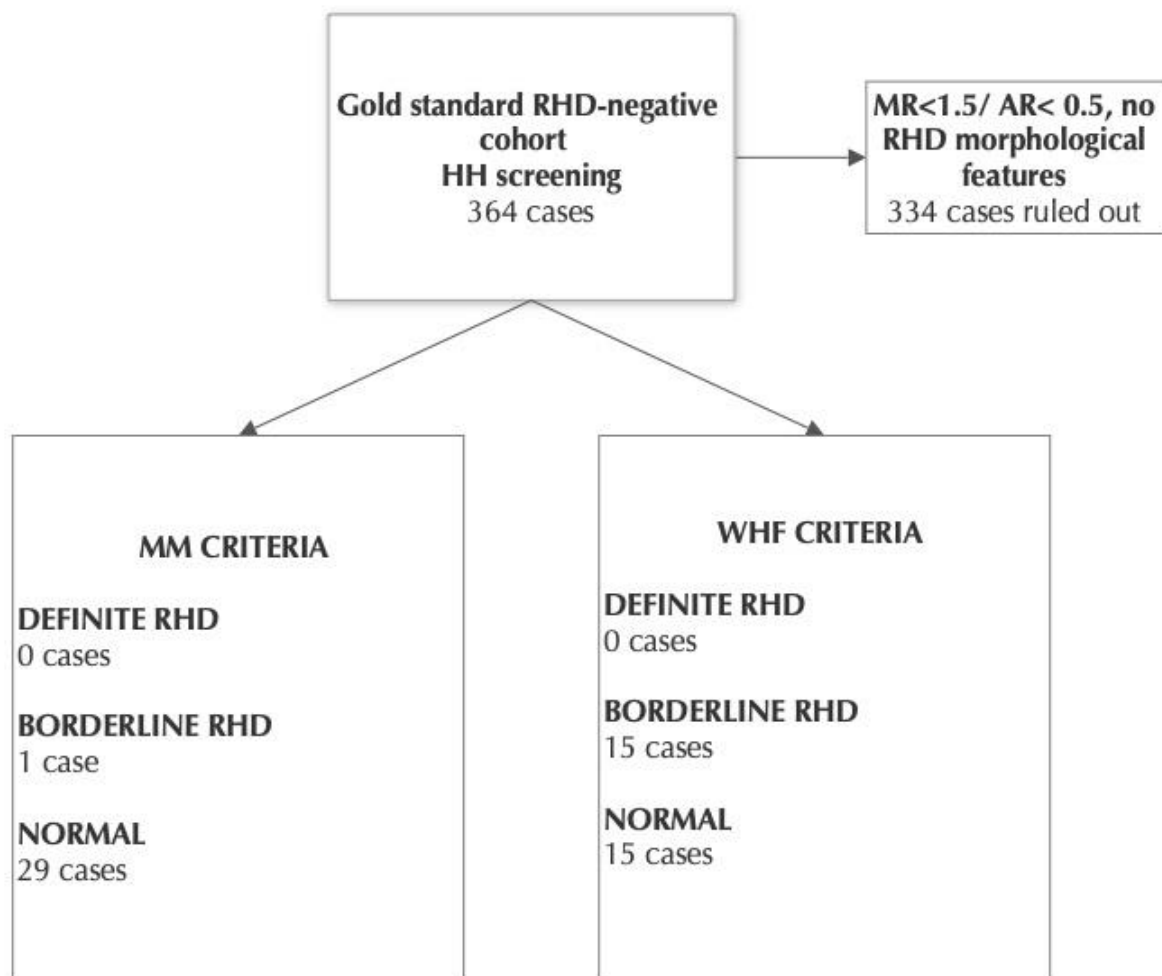 Gold standard RHD-negative
cohort
HH screening
364 cases
MR<1.5/ AR< 0.5, no
RHD morphological
features
334 cases ruled out
MM CRITERIA
DEFINITE RHD
0 cases
BORDERLINE RHD
1 case
NORMAL
29 cases
WHF CRITERIA
DEFINITE RHD
0 cases
BORDERLINE RHD
15 cases
NORMAL
15 cases